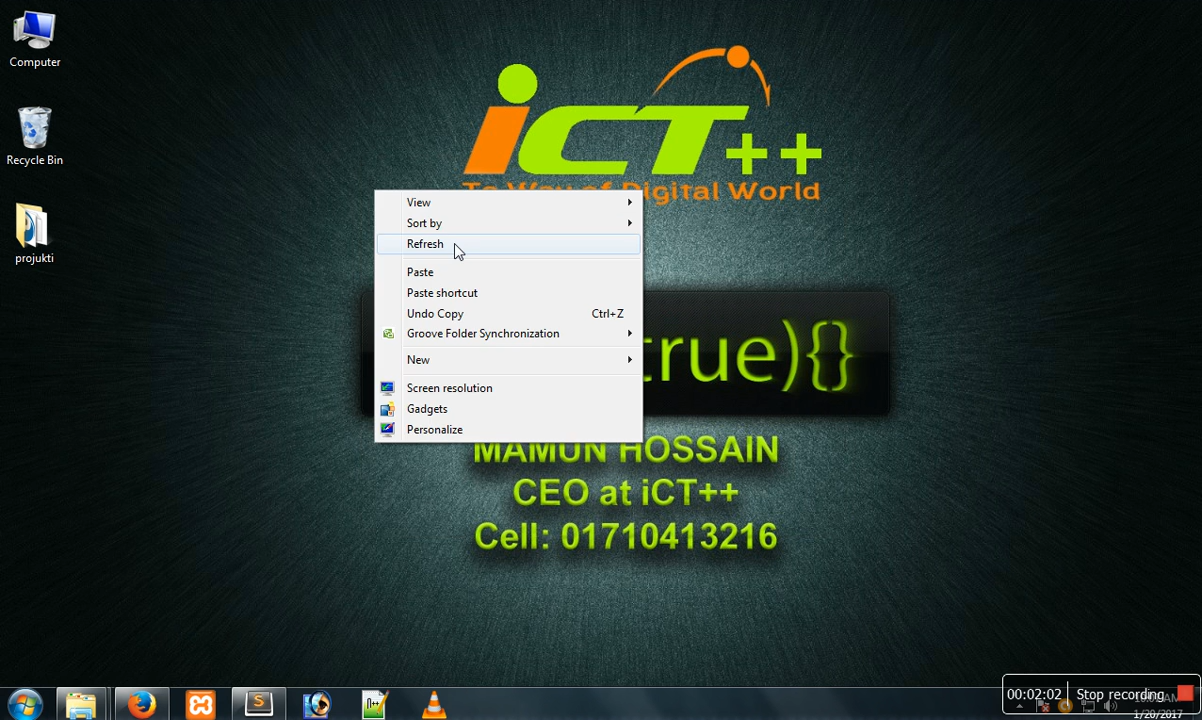 Computer
Recycle Bin
projukti
iCT++
To Way of Digital World
View
Sort by
Refresh
Paste
Paste shortcut
Undo Copy Ctrl+Z
Groove Folder Synchronization
New
Screen resolution
Gadgets
Personalize
true){}
MAMUN HOSSAIN
CEO at iCT++
Cell: 01710413216
00:02:02 Stop recording
1/20/2017